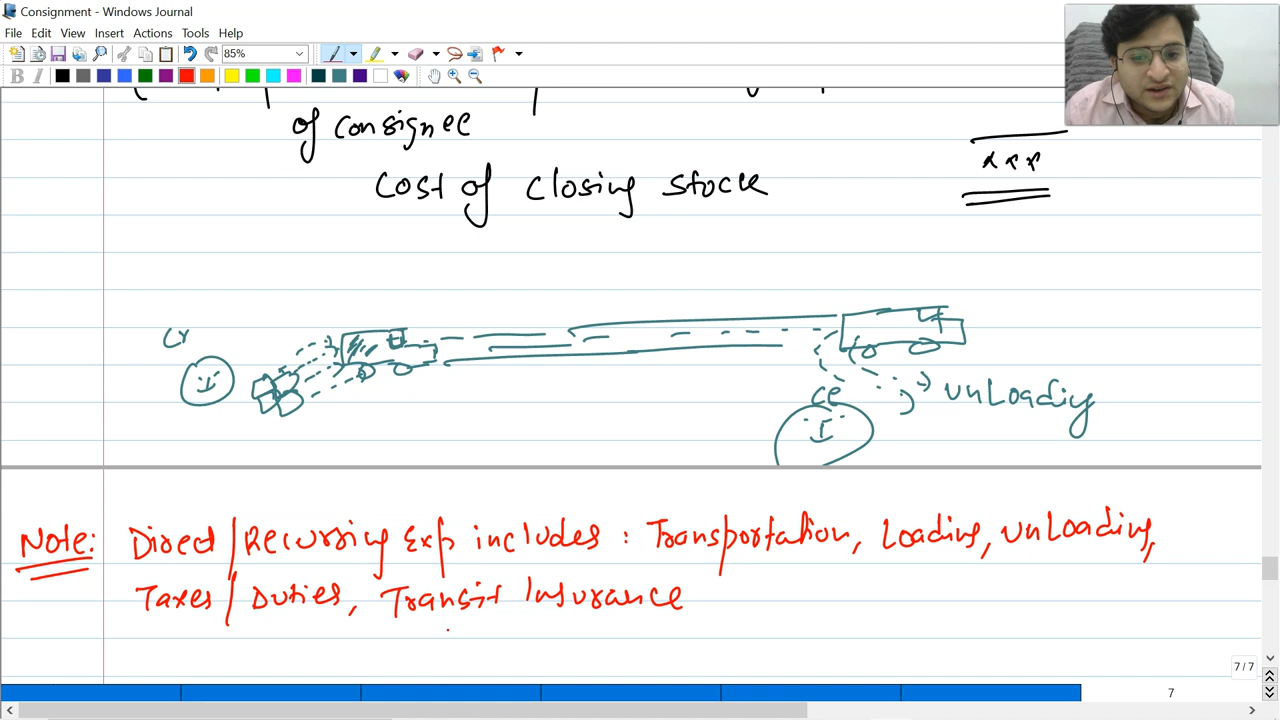 Consignment - Windows Journal
File Edit View Insert Actions Tools Help
85%
B I
of consignee
Cost of closing stock
x x x
Cr
I
Ce
I
unLoading
Note: Direct/Recurring Exp includes : Transportation, Loading, unLoading,
Taxes/Duties, Transit Insurance
7/7
7